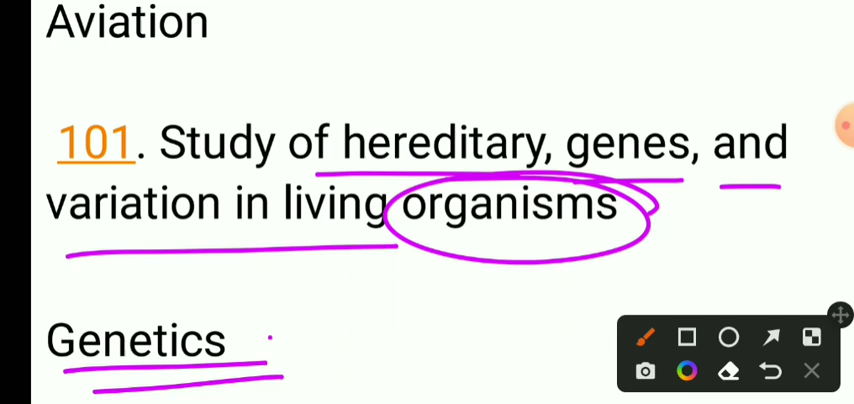 Aviation
101. Study of hereditary, genes, and
variation in living organisms
Genetics